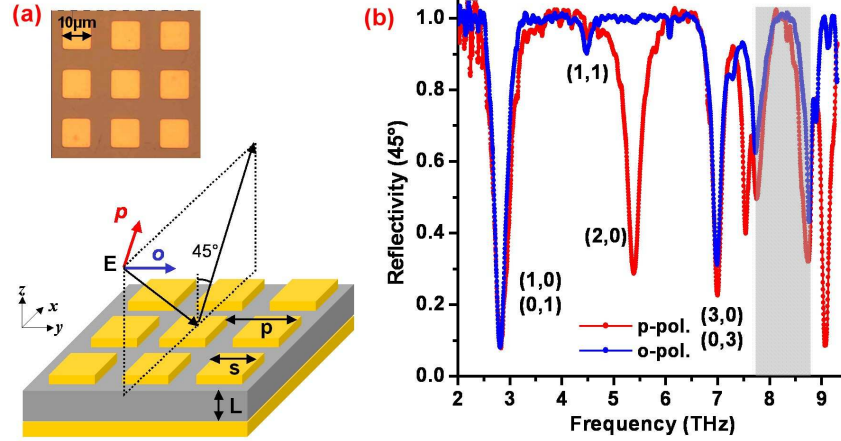 (a)
10μm
p
E
o
45°
z
x
y
p
s
L
(b)
1.0
0.8
0.6
0.4
0.2
0.0
Reflectivity (45°)
(1,1)
(2,0)
(1,0)
(0,1)
(3,0)
(0,3)
p-pol.
o-pol.
2 3 4 5 6 7 8 9
Frequency (THz)